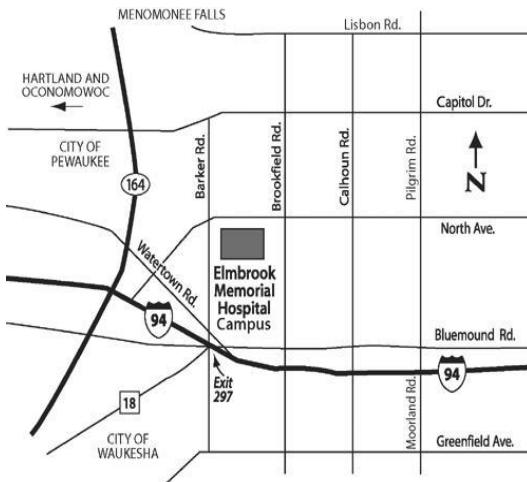 MENOMONEE FALLS
Lisbon Rd.
HARTLAND AND
OCONOMOWOC
Capitol Dr.
CITY OF
PEWAUKEE
Barker Rd.
Brookfield Rd.
Calhoun Rd.
Pilgrim Rd.
N
164
North Ave.
Watertown Rd.
Elmbrook
Memorial
Hospital
Campus
94
Bluemound Rd.
94
Exit
297
18
Moorland Rd.
CITY OF
WAUKESHA
Greenfield Ave.